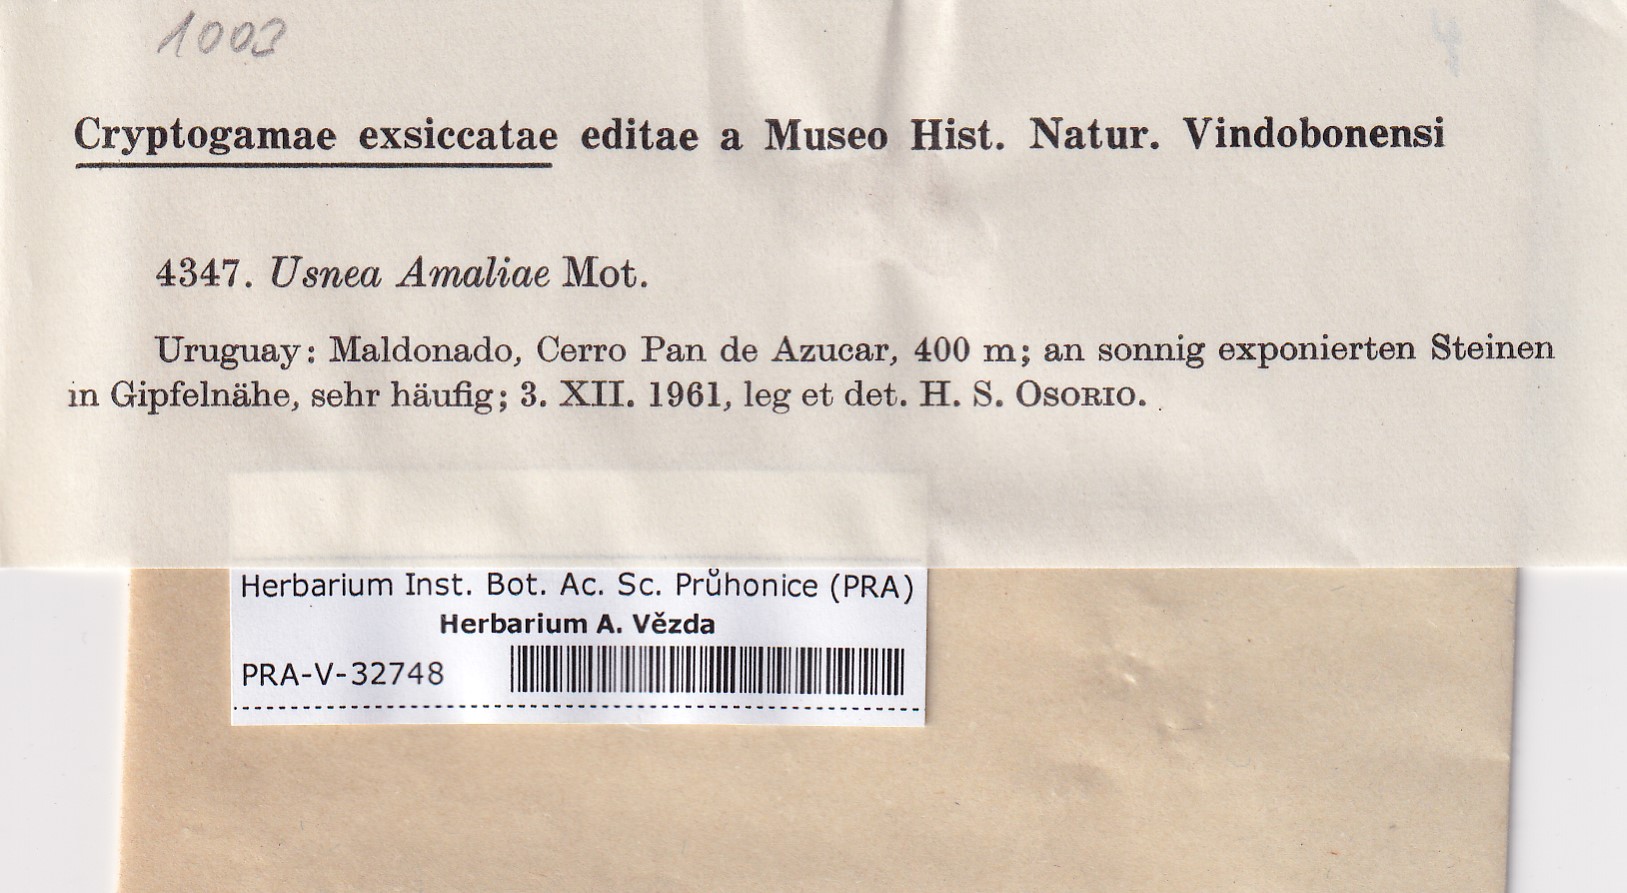 1003
Cryptogamae exsiccatae editae a Museo Hist. Natur. Vindobonensi
4347. Usnea Amaliae Mot.
Uruguay: Maldonado, Cerro Pan de Azucar, 400 m; an sonnig exponierten Steinen
in Gipfelnähe, sehr häufig; 3. XII. 1961, leg et det. H. S. Osorio.
Herbarium Inst. Bot. Ac. Sc. Průhonice (PRA)
Herbarium A. Vězda
PRA-V-32748